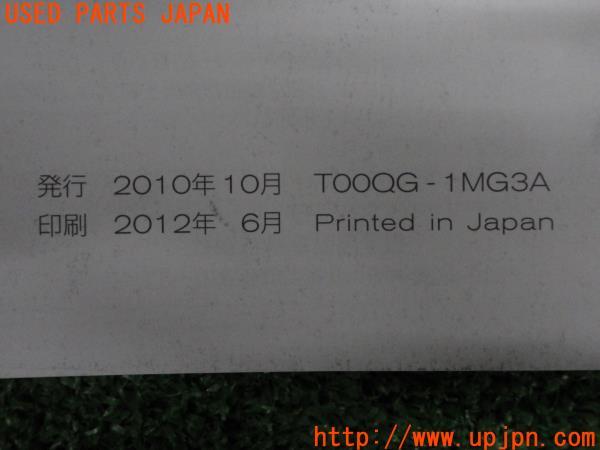 USED PARTS JAPAN
発行 2010年10月 T00QG-1MG3A
印刷 2012年 6月 Printed in Japan
http://www.upjpn.com/